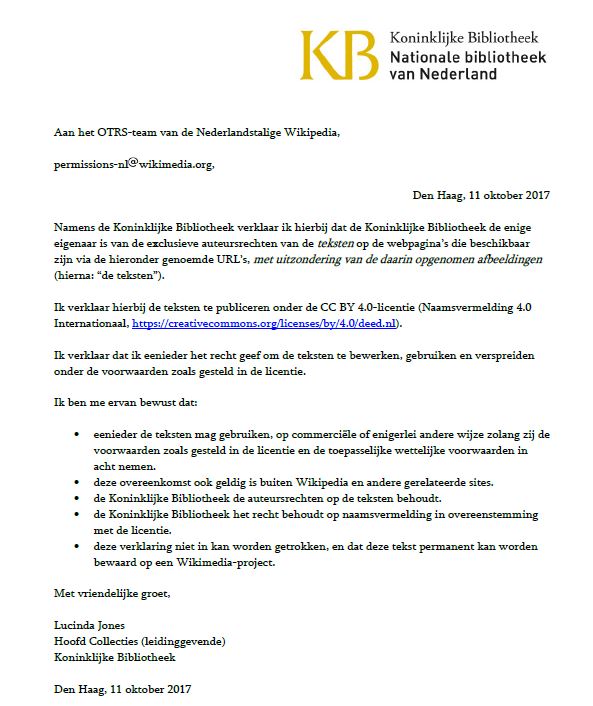 KB Koninklijke Bibliotheek
Nationale bibliotheek
van Nederland
Aan het OTRS-team van de Nederlandstalige Wikipedia,
permissions-nl@wikimedia.org,
Den Haag, 11 oktober 2017
Namens de Koninklijke Bibliotheek verklaar ik hierbij dat de Koninklijke Bibliotheek de enige
eigenaar is van de exclusieve auteursrechten van de teksten op de webpagina's die beschikbaar
zijn via de hieronder genoemde URL's, met uitzondering van de daarin opgenomen afbeeldingen
(hierna: “de teksten”).
Ik verklaar hierbij de teksten te publiceren onder de CC BY 4.0-licentie (Naamsvermelding 4.0
Internationaal, https://creativecommons.org/licenses/by/4.0/deed.nl).
Ik verklaar dat ik eenieder het recht geef om de teksten te bewerken, gebruiken en verspreiden
onder de voorwaarden zoals gesteld in de licentie.
Ik ben me ervan bewust dat:
• eenieder de teksten mag gebruiken, op commerciële of enigerlei andere wijze zolang zij de
voorwaarden zoals gesteld in de licentie en de toepasselijke wettelijke voorwaarden in
acht nemen.
• deze overeenkomst ook geldig is buiten Wikipedia en andere gerelateerde sites.
• de Koninklijke Bibliotheek de auteursrechten op de teksten behoudt.
• de Koninklijke Bibliotheek het recht behoudt op naamsvermelding in overeenstemming
met de licentie.
• deze verklaring niet in kan worden getrokken, en dat deze tekst permanent kan worden
bewaard op een Wikimedia-project.
Met vriendelijke groet,
Lucinda Jones
Hoofd Collecties (leidinggevende)
Koninklijke Bibliotheek
Den Haag, 11 oktober 2017